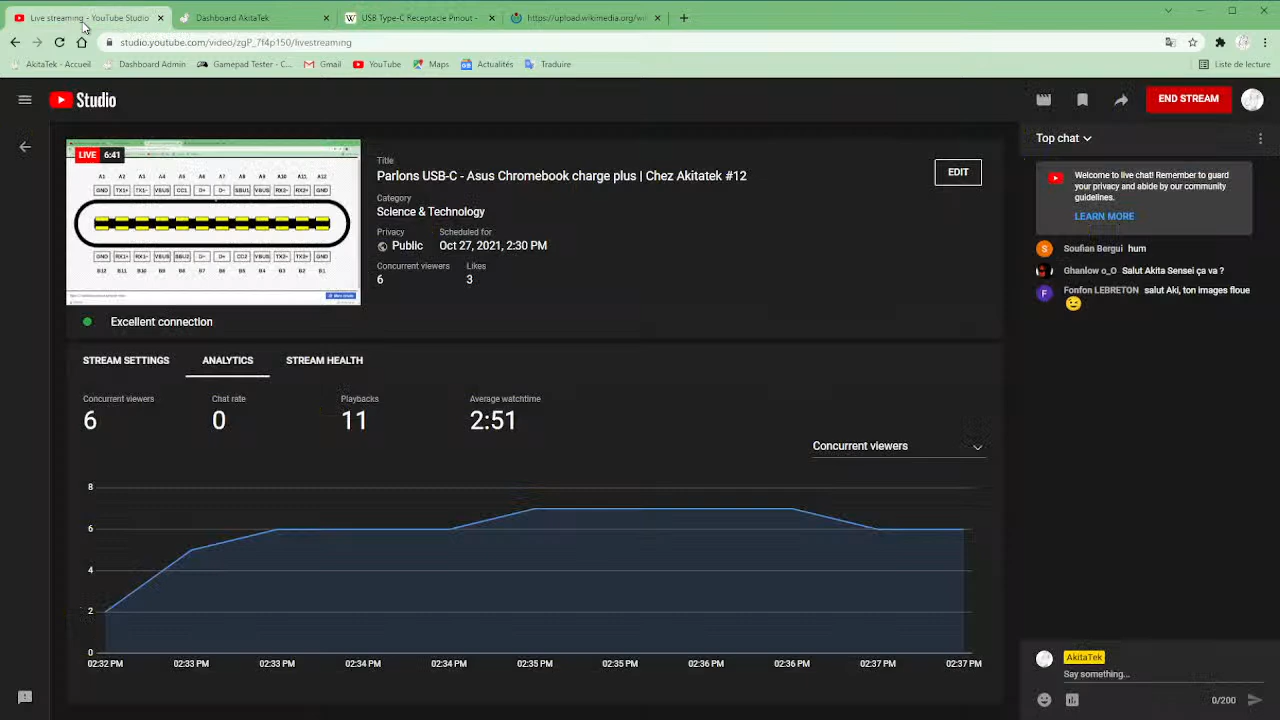 Live streaming - YouTube Studio
Dashboard AkitaTek
USB Type-C Receptacle Pinout -
https://upload.wikimedia.org/wi
studio.youtube.com/video/zgP_7f4p150/livestreaming
AkitaTek - Accueil
Dashboard Admin
Gamepad Tester - C...
Gmail
YouTube
Maps
Actualités
Traduire
Liste de lecture
Studio
END STREAM
LIVE 6:41
A1 A2 A3 A4 A5 A6 A7 A8 A9 A10 A11 A12
GND TX1+ TX1- VBUS CC1 D+ D- SBU1 VBUS RX2- RX2+ GND
GND RX1+ RX1- VBUS SBU2 D- D+ CC2 VBUS TX2- TX2+ GND
B12 B11 B10 B9 B8 B7 B6 B5 B4 B3 B2 B1
Title
Parlons USB-C - Asus Chromebook charge plus | Chez Akitatek #12
EDIT
Category
Science & Technology
Privacy
Scheduled for
Public
Oct 27, 2021, 2:30 PM
Concurrent viewers
Likes
6
3
Excellent connection
STREAM SETTINGS
ANALYTICS
STREAM HEALTH
Concurrent viewers
Chat rate
Playbacks
Average watchtime
6
0
11
2:51
Concurrent viewers
8
6
4
2
0
02:32 PM
02:33 PM
02:33 PM
02:34 PM
02:34 PM
02:35 PM
02:35 PM
02:36 PM
02:36 PM
02:37 PM
02:37 PM
Top chat
Welcome to live chat! Remember to guard
your privacy and abide by our community
guidelines.
LEARN MORE
Soufian Bergui hum
Ghanlow o_O Salut Akita Sensei ça va ?
Fonfon LEBRETON salut Aki, ton images floue
AkitaTek
Say something...
0/200